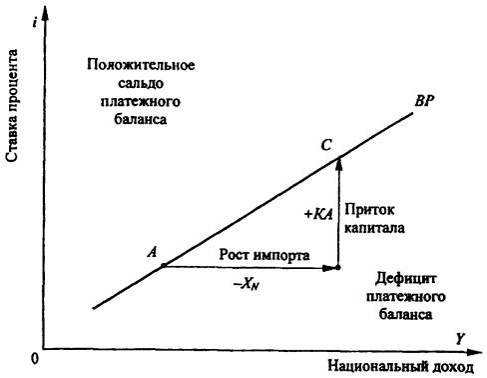 i
Ставка процента
Положительное
сальдо
платежного
баланса
BP
C
+KA
Приток
капитала
A
Рост импорта
–X_N
Дефицит
платежного
баланса
Y
0
Национальный доход